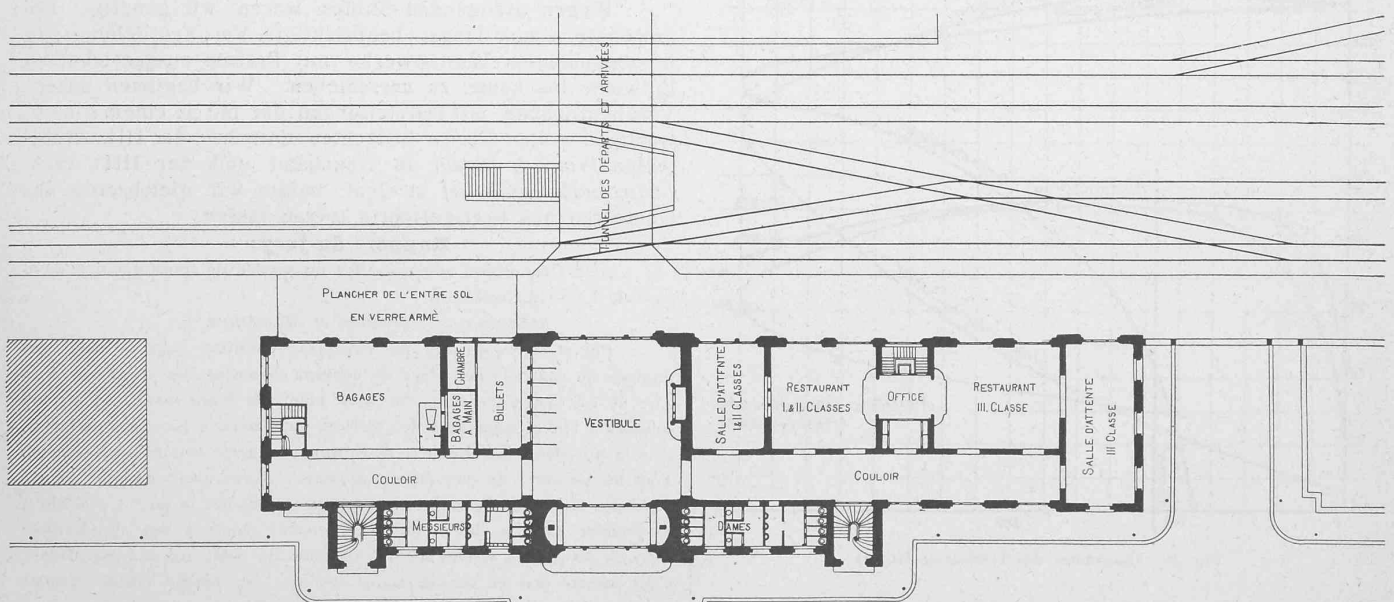 TUNNEL DES DÉPARTS ET ARRIVÉES
PLANCHER DE L'ENTRE SOL
EN VERRE ARMÈ
BAGAGES
CHAMBRE
BAGAGES
A MAIN
BILLETS
VESTIBULE
SALLE D'ATTENTE
I.&II. CLASSES
RESTAURANT
I.&II. CLASSES
OFFICE
RESTAURANT
III. CLASSE
SALLE D'ATTENTE
III CLASSE
COULOIR
COULOIR
MESSIEURS
DAMES